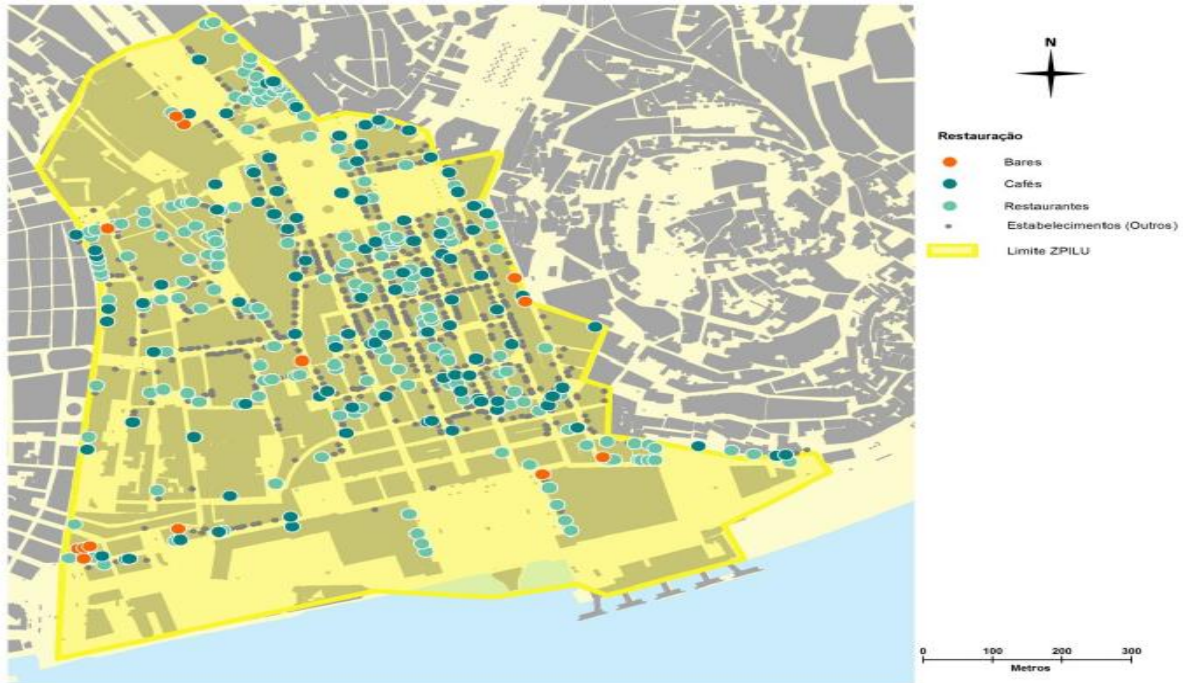 N
Restauração
Bares
Cafés
Restaurantes
Estabelecimentos (Outros)
Limite ZPILU
0 100 200 300
Metros